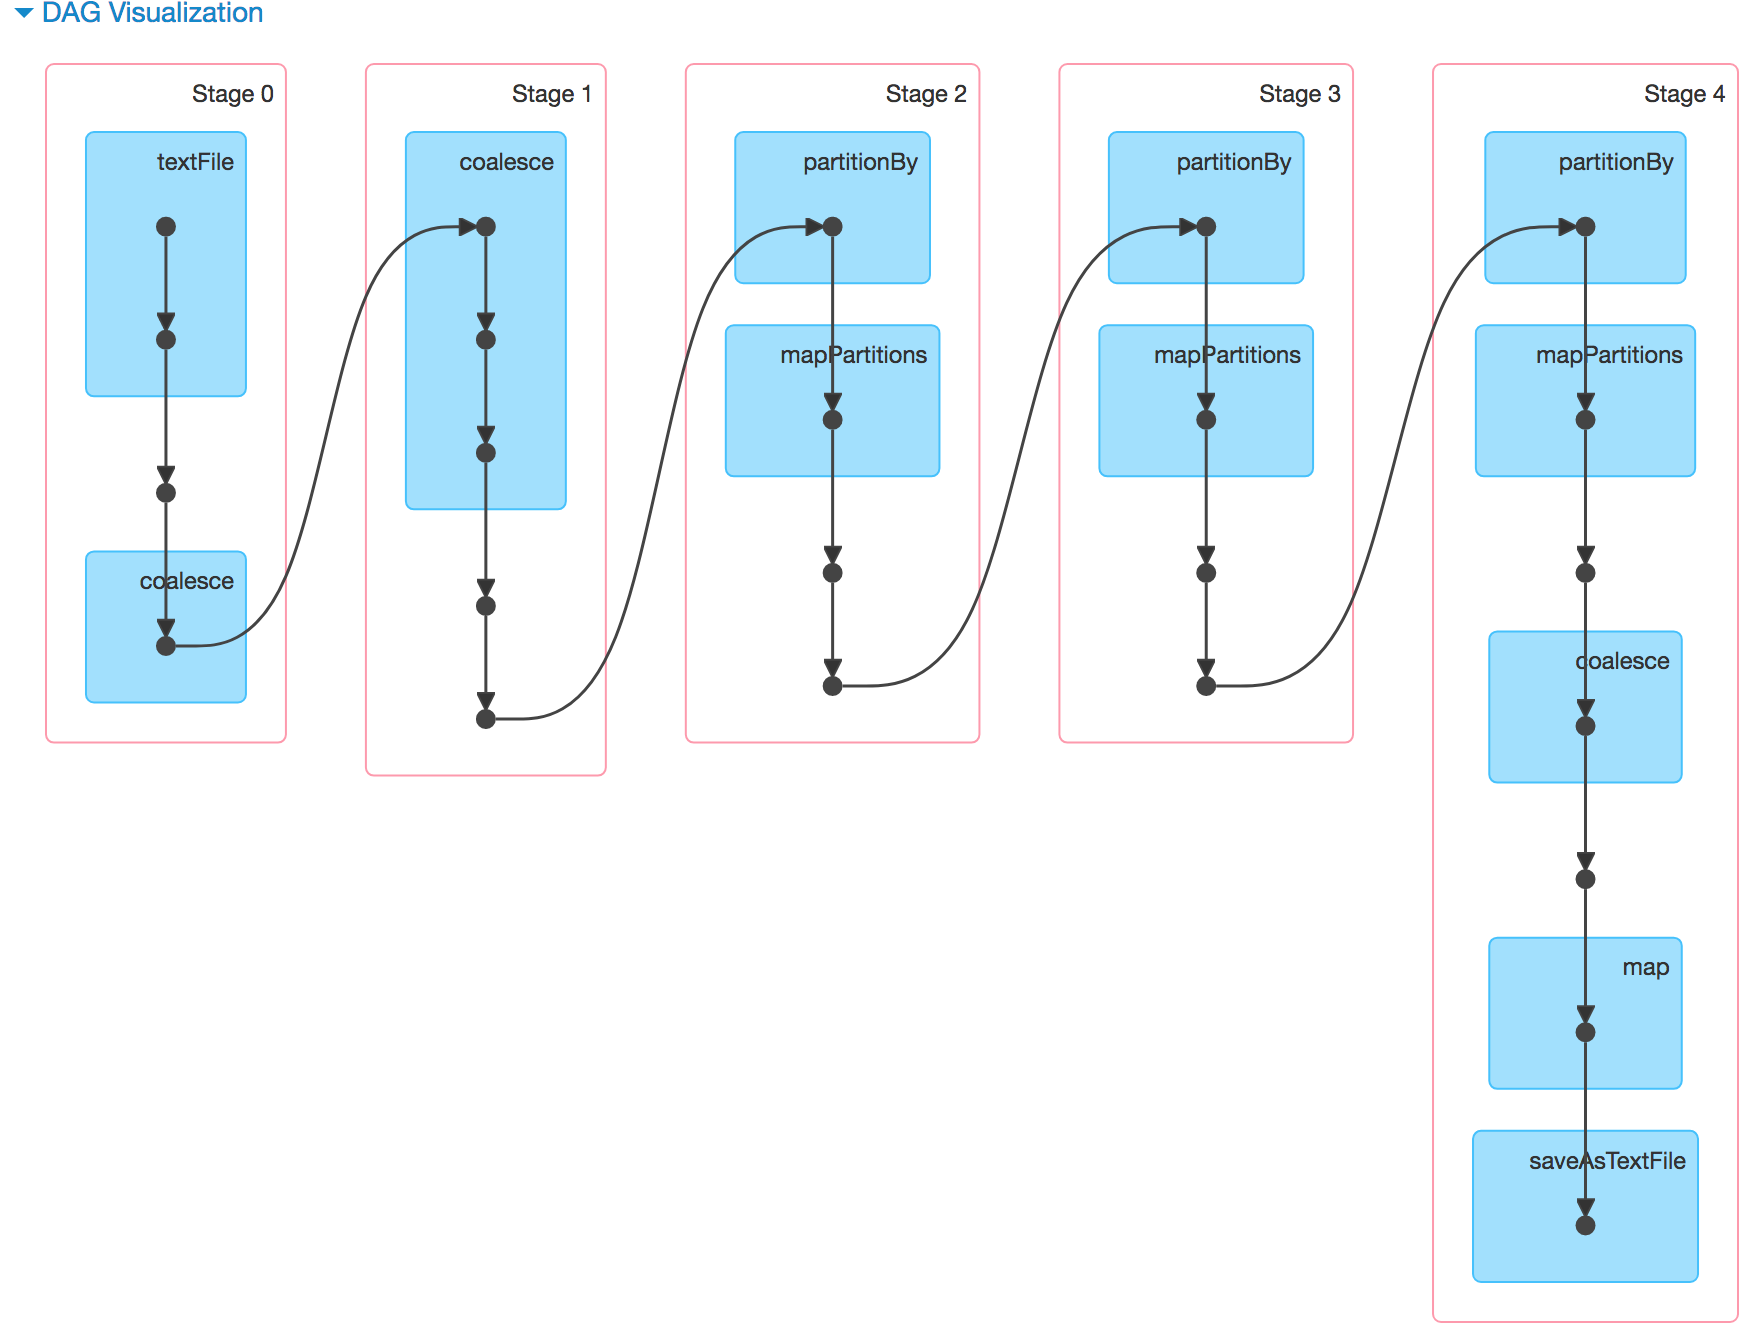 DAG Visualization
Stage 0
textFile
coalesce
Stage 1
coalesce
Stage 2
partitionBy
mapPartitions
Stage 3
partitionBy
mapPartitions
Stage 4
partitionBy
mapPartitions
coalesce
map
saveAsTextFile